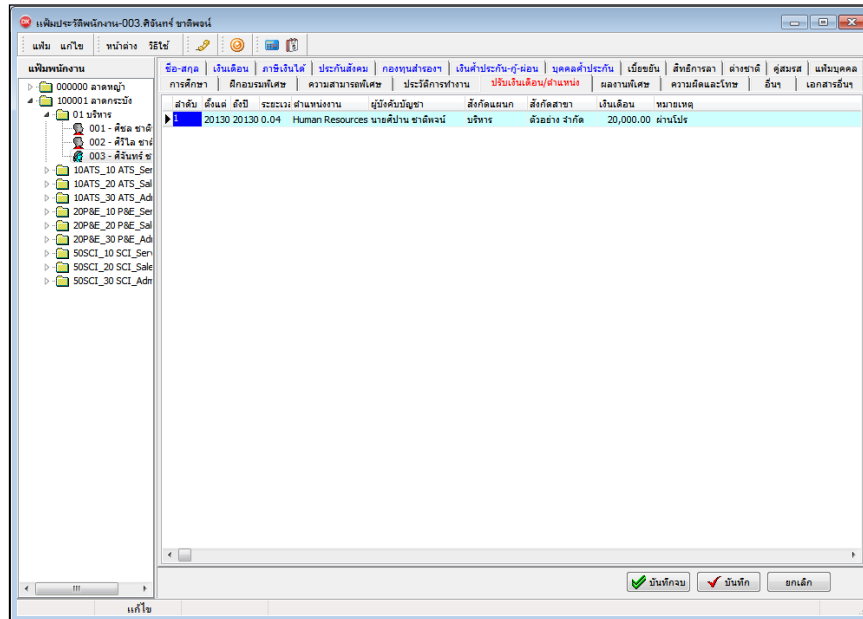 แฟ้มประวัติพนักงาน-003.ศิจันทร์ ชาติพจน์
แฟ้ม แก้ไข หน้าต่าง วิธีใช้
แฟ้มพนักงาน
000000 ลาดหญ้า
100001 ลาดกระบัง
01 บริหาร
001 - ศิชล ชาติ
002 - ศิริไล ชาติ
003 - ศิจันทร์ ช
10ATS_10 ATS_Ser
10ATS_20 ATS_Sal
10ATS_30 ATS_Adi
20P&E_10 P&E_Ser
20P&E_20 P&E_Sal
20P&E_30 P&E_Adi
50SCI_10 SCI_Serv
50SCI_20 SCI_Sale
50SCI_30 SCI_Adm
ชื่อ-สกุล เงินเดือน ภาษีเงินได้ ประกันสังคม กองทุนสำรองฯ เงินค้ำประกัน-กู้-ผ่อน บุคคลค้ำประกัน เบี้ยขยัน สิทธิการลา ต่างชาติ คู่สมรส แฟ้มบุคคล
การศึกษา ฝึกอบรมพิเศษ ความสามารถพิเศษ ประวัติการทำงาน ปรับเงินเดือน/ตำแหน่ง ผลงานพิเศษ ความผิดและโทษ อื่นๆ เอกสารอื่นๆ
ลำดับ ตั้งแต่ ถึงปี ระยะเวล ตำแหน่งงาน ผู้บังคับบัญชา สังกัดแผนก สังกัดสาขา เงินเดือน หมายเหตุ
1 20130 20130 0.04 Human Resources นายศิปาน ชาติพจน์ บริหาร ตัวอย่าง จำกัด 20,000.00 ผ่านโปร
บันทึกจบ บันทึก ยกเลิก
แก้ไข